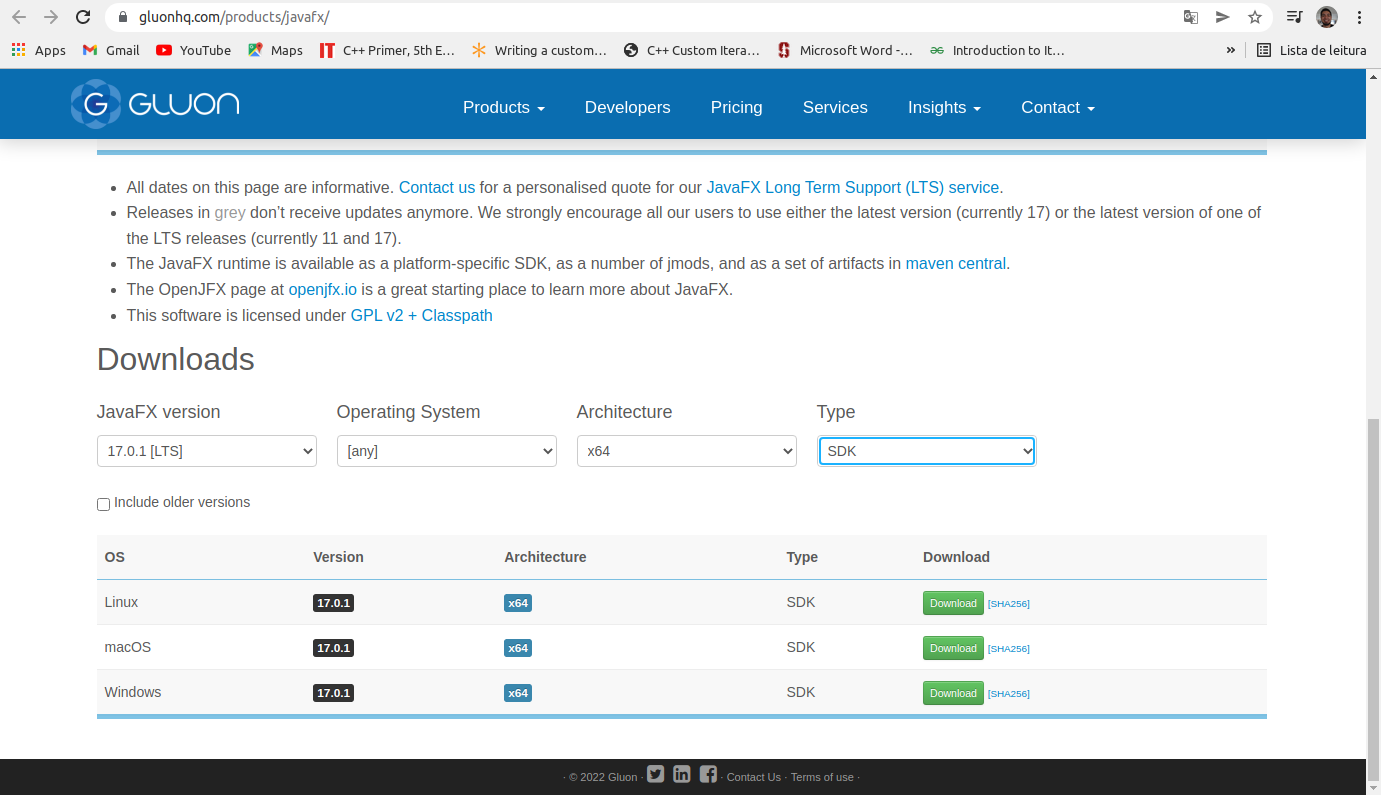 gluonhq.com/products/javafx/
Apps Gmail YouTube Maps C++ Primer, 5th E… Writing a custom… C++ Custom Itera… Microsoft Word -… Introduction to It… » Lista de leitura
G GLUON Products Developers Pricing Services Insights Contact
• All dates on this page are informative. Contact us for a personalised quote for our JavaFX Long Term Support (LTS) service.
• Releases in grey don’t receive updates anymore. We strongly encourage all our users to use either the latest version (currently 17) or the latest version of one of
the LTS releases (currently 11 and 17).
• The JavaFX runtime is available as a platform-specific SDK, as a number of jmods, and as a set of artifacts in maven central.
• The OpenJFX page at openjfx.io is a great starting place to learn more about JavaFX.
• This software is licensed under GPL v2 + Classpath
Downloads
JavaFX version Operating System Architecture Type
17.0.1 [LTS] [any] x64 SDK
Include older versions
OS Version Architecture Type Download
Linux 17.0.1 x64 SDK Download [SHA256]
macOS 17.0.1 x64 SDK Download [SHA256]
Windows 17.0.1 x64 SDK Download [SHA256]
· © 2022 Gluon · · Contact Us · Terms of use ·